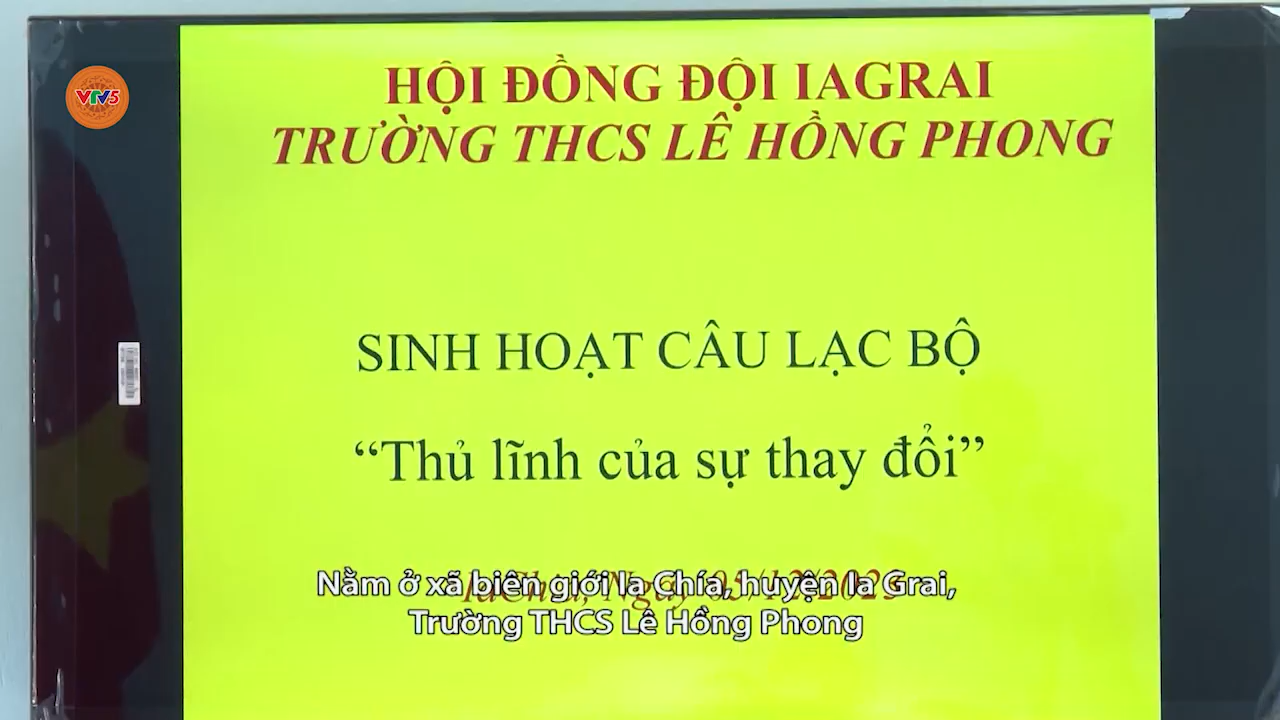 VTV5
HỘI ĐỒNG ĐỘI IAGRAI
TRƯỜNG THCS LÊ HỒNG PHONG
SINH HOẠT CÂU LẠC BỘ
“Thủ lĩnh của sự thay đổi”
Nằm ở xã biên giới Ia Chía, huyện Ia Grai,
Trường THCS Lê Hồng Phong